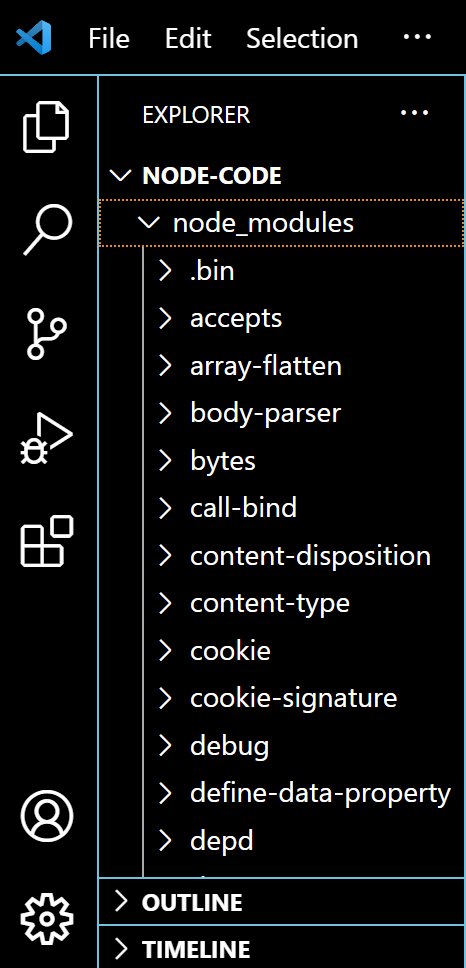 File Edit Selection ...
EXPLORER ...
NODE-CODE
node_modules
.bin
accepts
array-flatten
body-parser
bytes
call-bind
content-disposition
content-type
cookie
cookie-signature
debug
define-data-property
depd
OUTLINE
TIMELINE